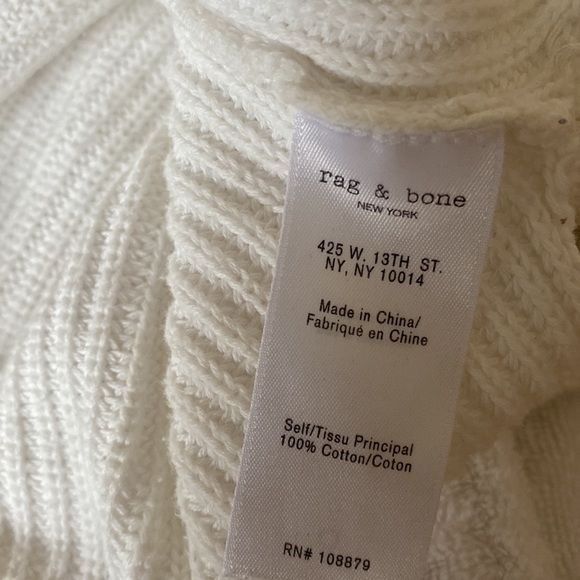 rag & bone
NEW YORK
425 W. 13TH ST.
NY, NY 10014
Made in China/
Fabriqué en Chine
Self/Tissu Principal
100% Cotton/Coton
RN# 108879